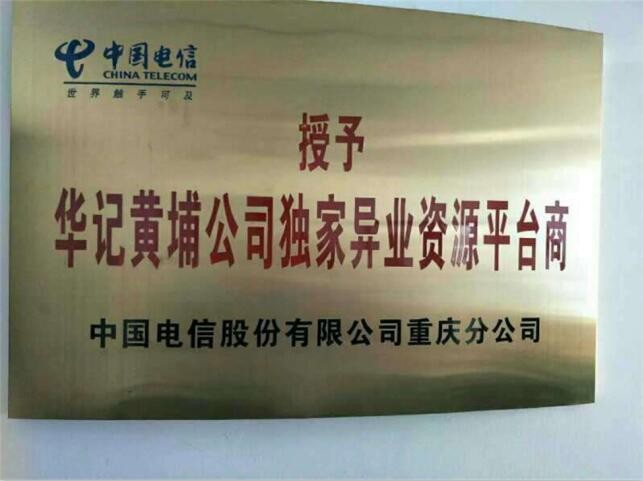 中国电信
CHINA TELECOM
世界触手可及
授予
华记黄埔公司独家异业资源平台商
中国电信股份有限公司重庆分公司